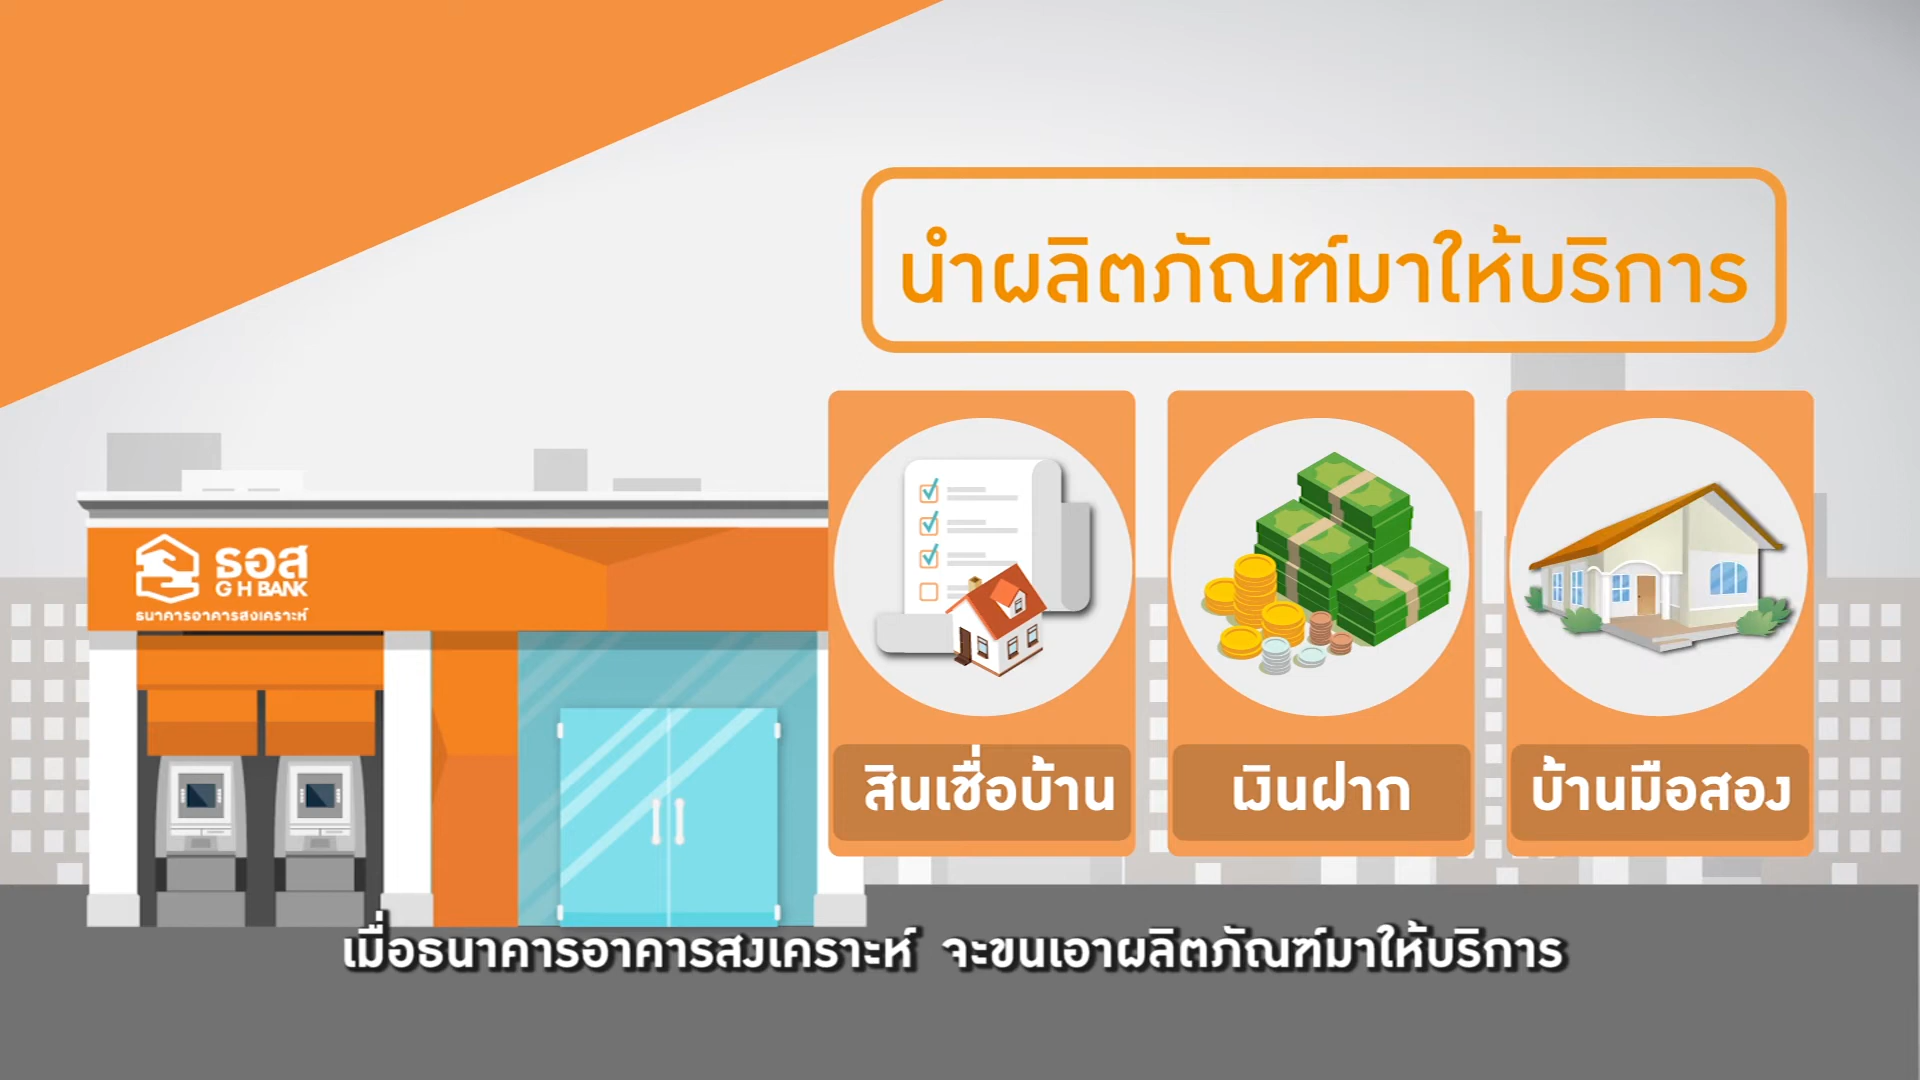 นำผลิตภัณฑ์มาให้บริการ
ธอส
G H BANK
ธนาคารอาคารสงเคราะห์
สินเชื่อบ้าน
เงินฝาก
บ้านมือสอง
เมื่อธนาคารอาคารสงเคราะห์ จะขนเอาผลิตภัณฑ์มาให้บริการ